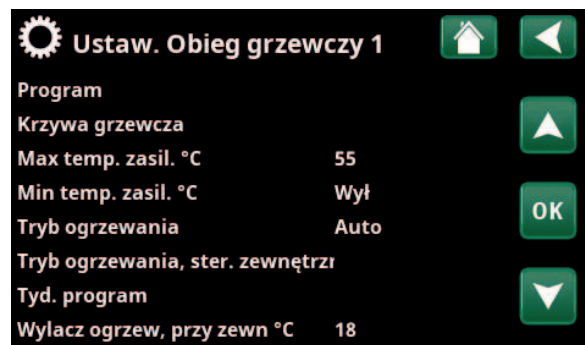 Ustaw. Obieg grzewczy 1
Program
Krzywa grzewcza
Max temp. zasil. °C 55
Min temp. zasil. °C Wył
Tryb ogrzewania Auto
OK
Tryb ogrzewania, ster. zewnętrzr
Tyd. program
Wylacz ogrzew, przy zewn °C 18